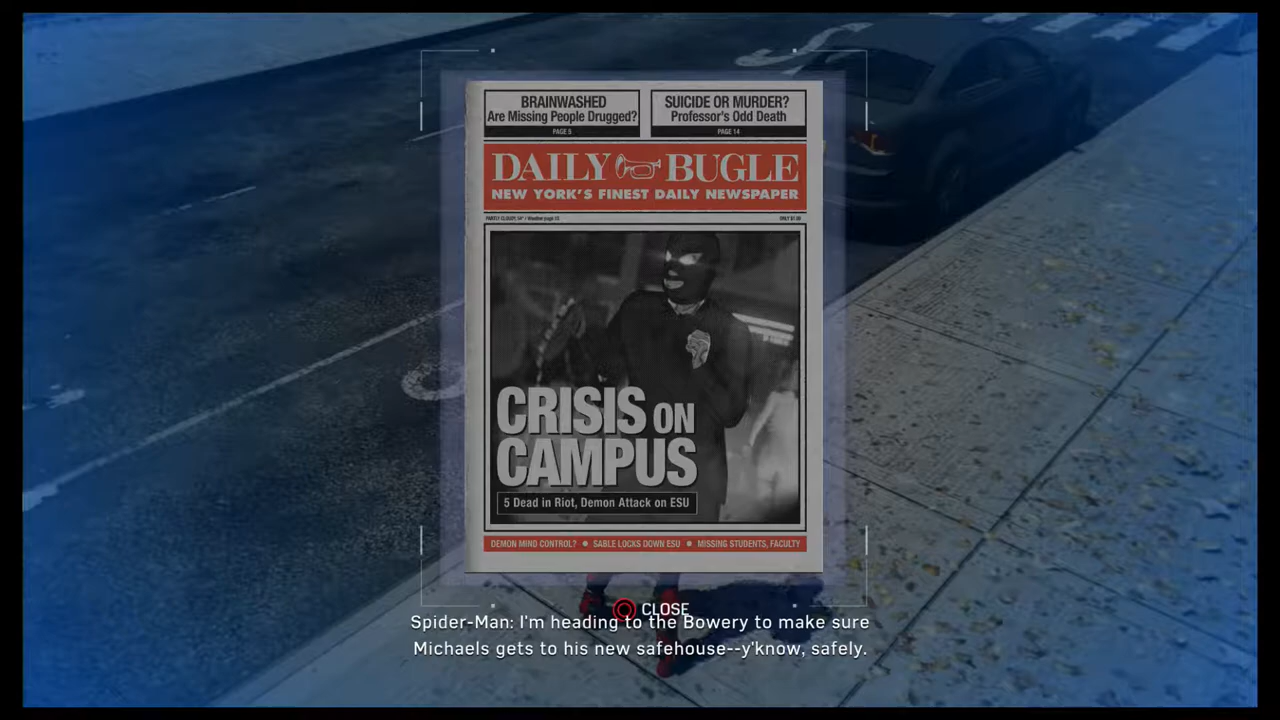 BRAINWASHED
Are Missing People Drugged?
PAGE 5
SUICIDE OR MURDER?
Professor's Odd Death
PAGE 14
DAILY BUGLE
NEW YORK'S FINEST DAILY NEWSPAPER
CRISIS ON
CAMPUS
5 Dead in Riot, Demon Attack on ESU
DEMON MIND CONTROL? ● SABLE LOCKS DOWN ESU ● MISSING STUDENTS, FACULTY
CLOSE
Spider-Man: I'm heading to the Bowery to make sure
Michaels gets to his new safehouse--y'know, safely.